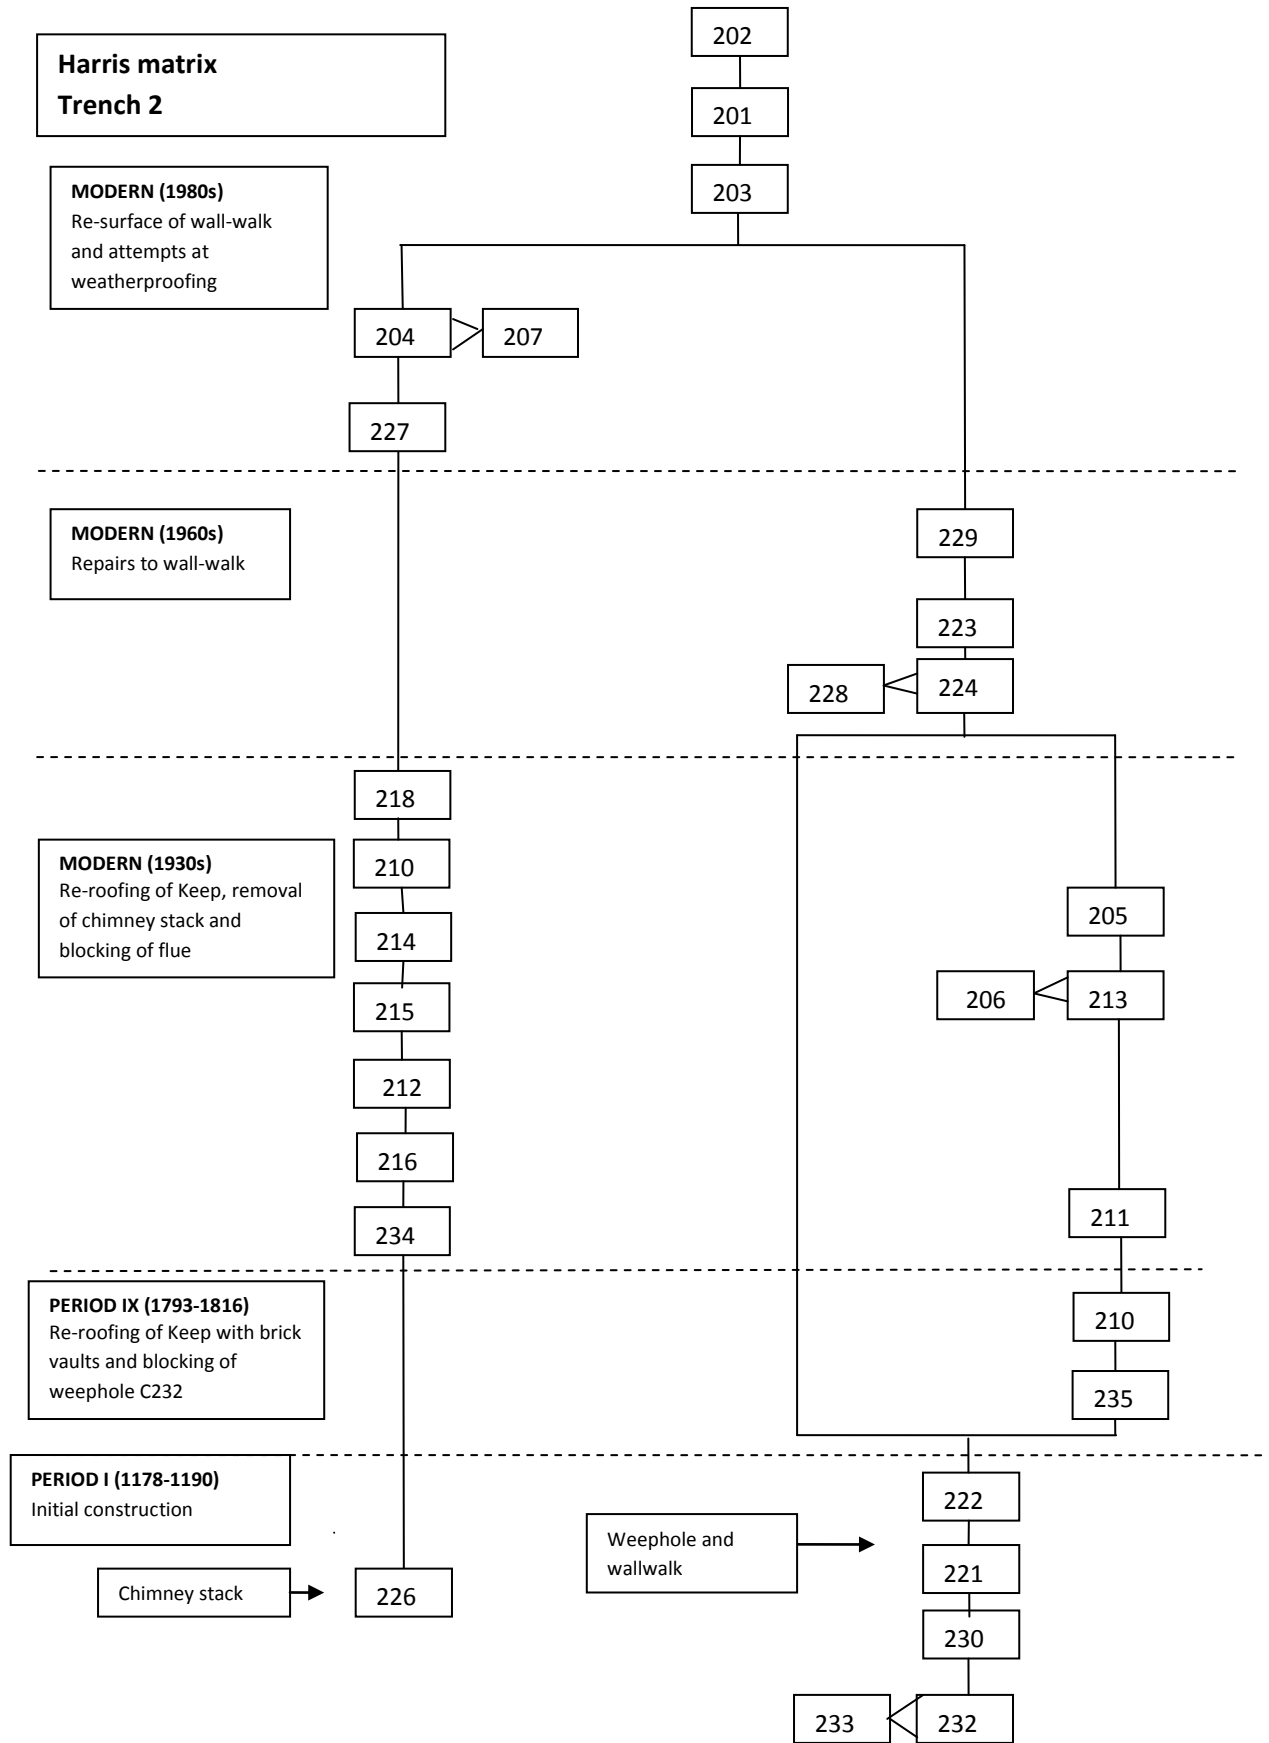 202
Harris matrix
Trench 2
201
203
MODERN (1980s)
Re-surface of wall-walk
and attempts at
weatherproofing
204
207
227
MODERN (1960s)
Repairs to wall-walk
229
223
228
224
218
MODERN (1930s)
Re-roofing of Keep, removal
of chimney stack and
blocking of flue
210
214
205
215
206
213
212
216
234
211
PERIOD IX (1793-1816)
Re-roofing of Keep with brick
vaults and blocking of
weephole C232
210
235
PERIOD I (1178-1190)
Initial construction
222
Weephole and
wallwalk
221
Chimney stack
226
230
233
232